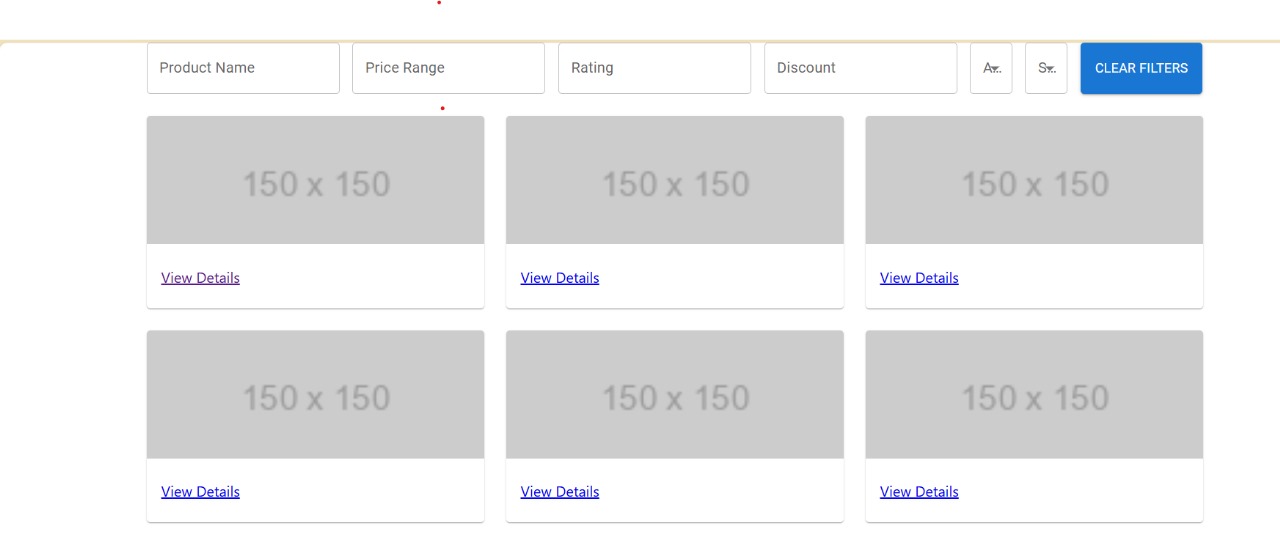 Product Name Price Range Rating Discount A... S... CLEAR FILTERS
150 x 150 150 x 150 150 x 150
View Details View Details View Details
150 x 150 150 x 150 150 x 150
View Details View Details View Details